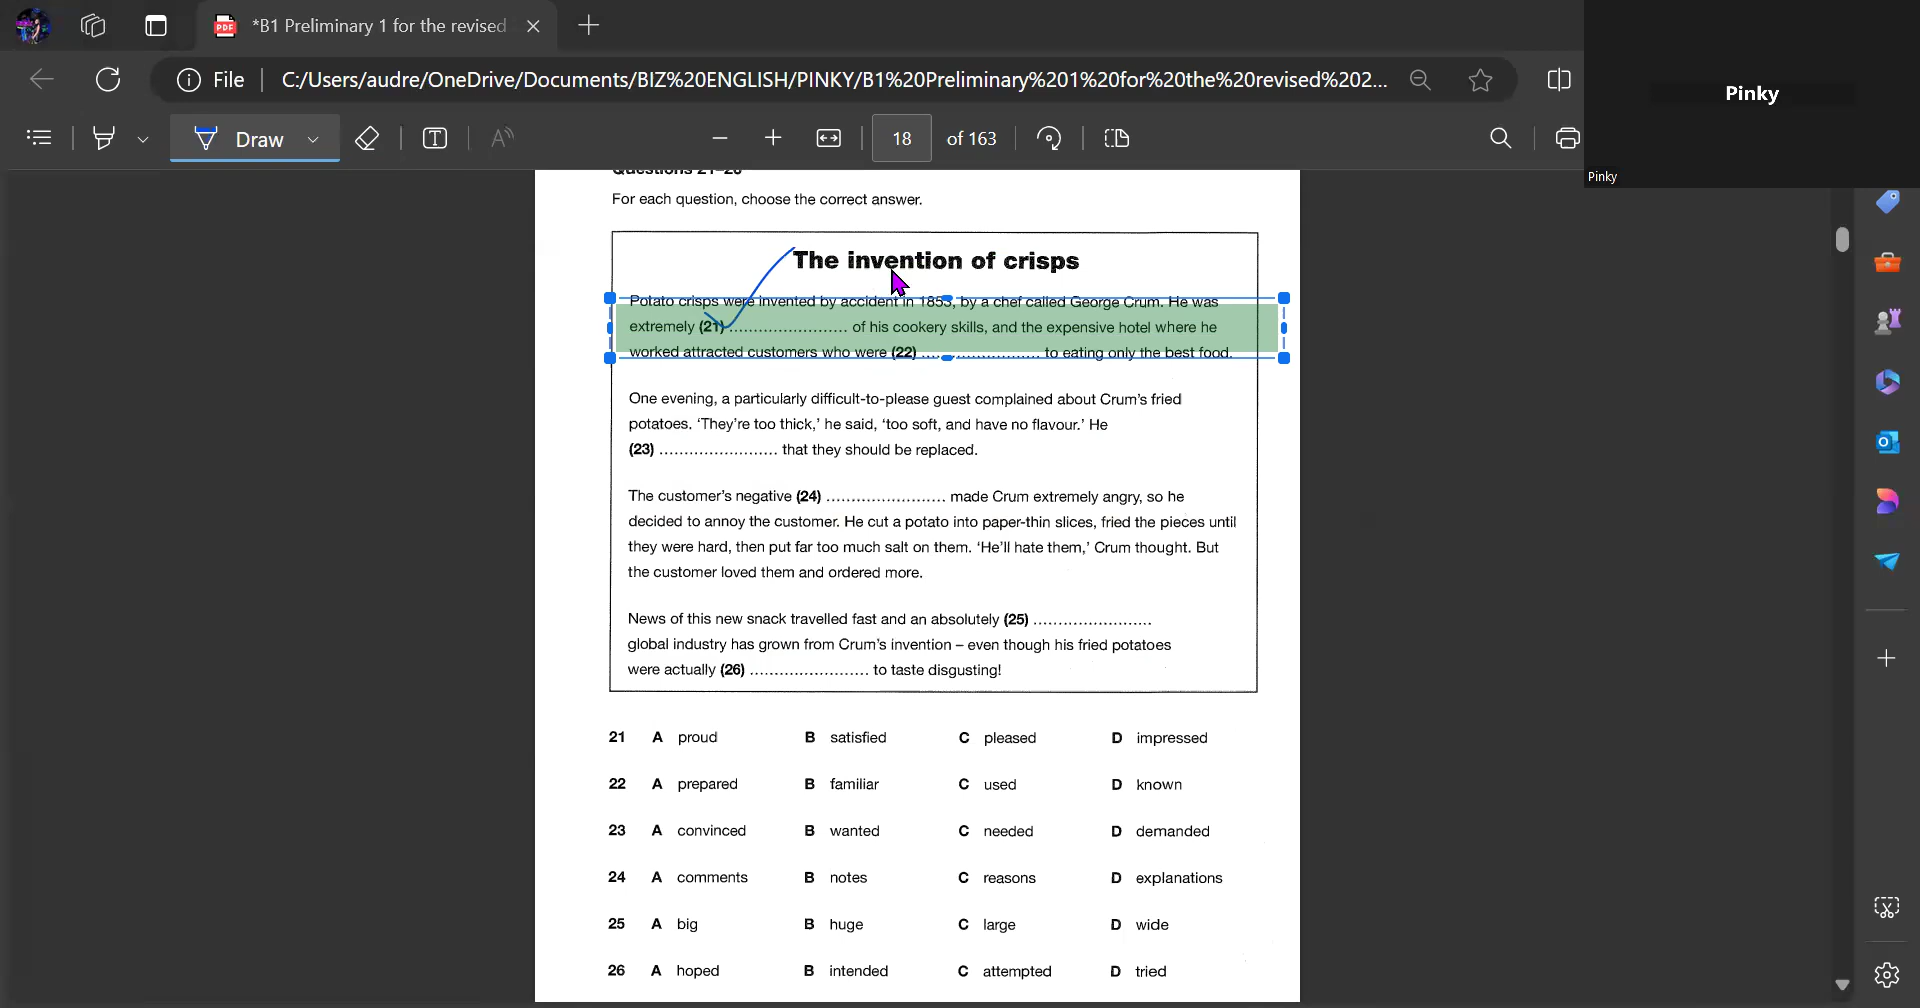 *B1 Preliminary 1 for the revised
File
C:/Users/audre/OneDrive/Documents/BIZ%20ENGLISH/PINKY/B1%20Preliminary%201%20for%20the%20revised%202...
Pinky
Draw
18 of 163
Pinky
For each question, choose the correct answer.
The invention of crisps
Potato crisps were invented by accident in 1853, by a chef called George Crum. He was
extremely (21) ........................ of his cookery skills, and the expensive hotel where he
worked attracted customers who were (22) ........................ to eating only the best food.
One evening, a particularly difficult-to-please guest complained about Crum's fried
potatoes. 'They're too thick,' he said, 'too soft, and have no flavour.' He
(23) ........................ that they should be replaced.
The customer's negative (24) ........................ made Crum extremely angry, so he
decided to annoy the customer. He cut a potato into paper-thin slices, fried the pieces until
they were hard, then put far too much salt on them. 'He'll hate them,' Crum thought. But
the customer loved them and ordered more.
News of this new snack travelled fast and an absolutely (25) ........................
global industry has grown from Crum's invention – even though his fried potatoes
were actually (26) ........................ to taste disgusting!
21 A proud B satisfied C pleased D impressed
22 A prepared B familiar C used D known
23 A convinced B wanted C needed D demanded
24 A comments B notes C reasons D explanations
25 A big B huge C large D wide
26 A hoped B intended C attempted D tried